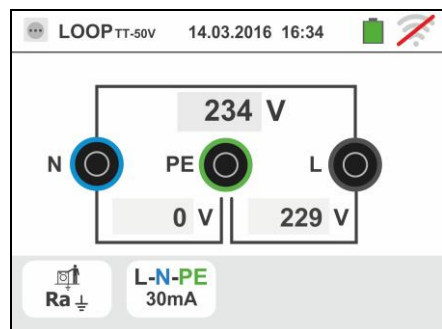 LOOP TT-50V 14.03.2016 16:34
234 V
N PE L
0 V 229 V
Ra L-N-PE
30mA